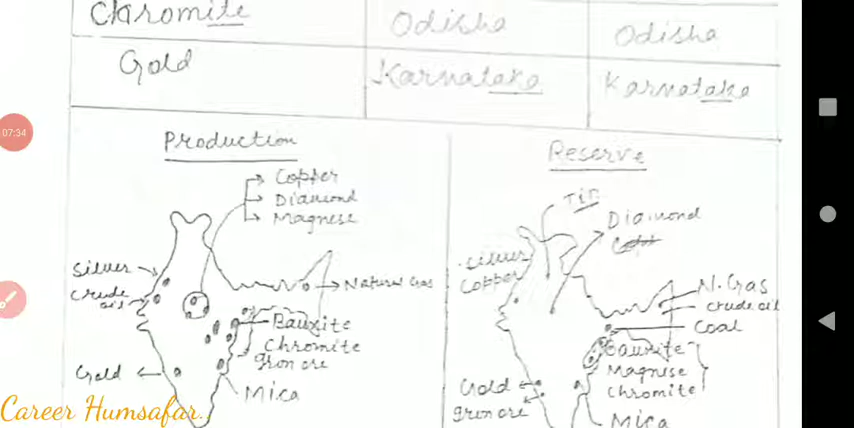 Chromite Odisha Odisha
Gold Karnataka Karnataka
07:34
Production
Copper
Diamond
Magnese
Silver
Crude
oil
Natural Gas
Bauxite
Chromite
Iron ore
Gold
Mica
Reserve
Tin
Diamond
Silver
Copper
N. Gas
Crude oil
Coal
Bauxite
Magnese
Chromite
Gold
Iron ore
Mica
Career Humsafar.